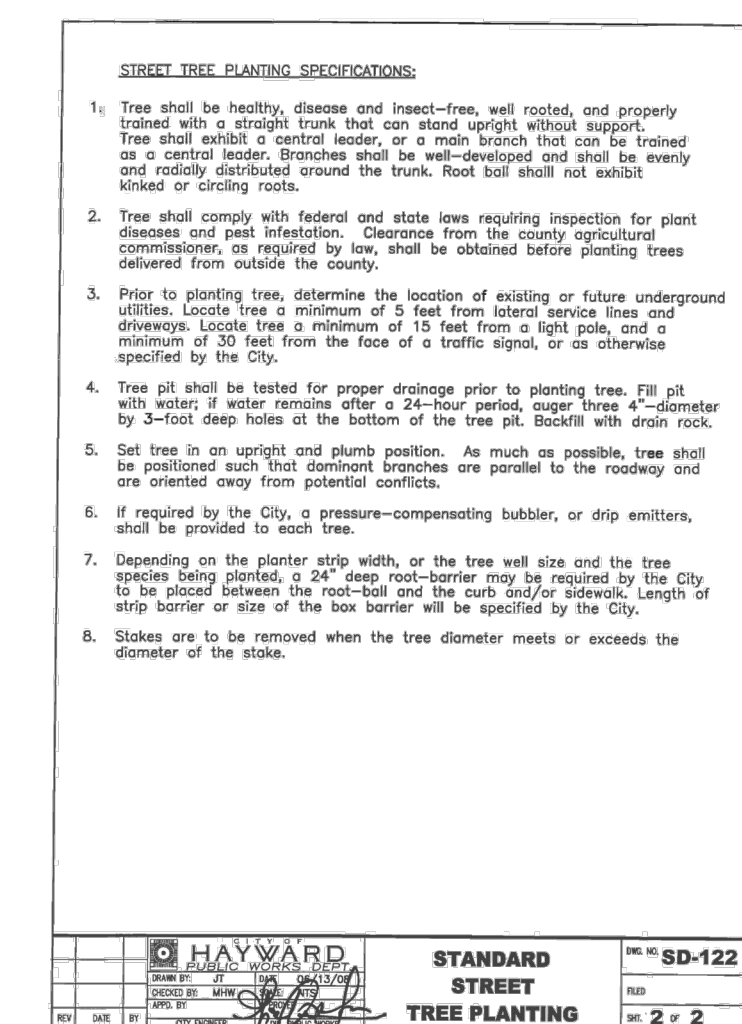 STREET TREE PLANTING SPECIFICATIONS:
1. Tree shall be healthy, disease and insect-free, well rooted, and properly
trained with a straight trunk that can stand upright without support.
Tree shall exhibit a central leader, or a main branch that can be trained
as a central leader. Branches shall be well-developed and shall be evenly
and radially distributed around the trunk. Root ball shalll not exhibit
kinked or circling roots.
2. Tree shall comply with federal and state laws requiring inspection for plant
diseases and pest infestation. Clearance from the county agricultural
commissioner, as required by law, shall be obtained before planting trees
delivered from outside the county.
3. Prior to planting tree, determine the location of existing or future underground
utilities. Locate tree a minimum of 5 feet from lateral service lines and
driveways. Locate tree a minimum of 15 feet from a light pole, and a
minimum of 30 feet from the face of a traffic signal, or as otherwise
specified by the City.
4. Tree pit shall be tested for proper drainage prior to planting tree. Fill pit
with water; if water remains after a 24-hour period, auger three 4"-diameter
by 3-foot deep holes at the bottom of the tree pit. Backfill with drain rock.
5. Set tree in an upright and plumb position. As much as possible, tree shall
be positioned such that dominant branches are parallel to the roadway and
are oriented away from potential conflicts.
6. If required by the City, a pressure-compensating bubbler, or drip emitters,
shall be provided to each tree.
7. Depending on the planter strip width, or the tree well size and the tree
species being planted, a 24" deep root-barrier may be required by the City
to be placed between the root-ball and the curb and/or sidewalk. Length of
strip barrier or size of the box barrier will be specified by the City.
8. Stakes are to be removed when the tree diameter meets or exceeds the
diameter of the stake.
CITY OF
HAYWARD
PUBLIC WORKS DEPT.
DRAWN BY: JT DATE 06/13/06
CHECKED BY: MHW SCALE: NTS
APPD. BY:
CITY ENGINEER
REV DATE BY
STANDARD
STREET
TREE PLANTING
DWG. NO. SD-122
FILED
SHT. 2 OF 2